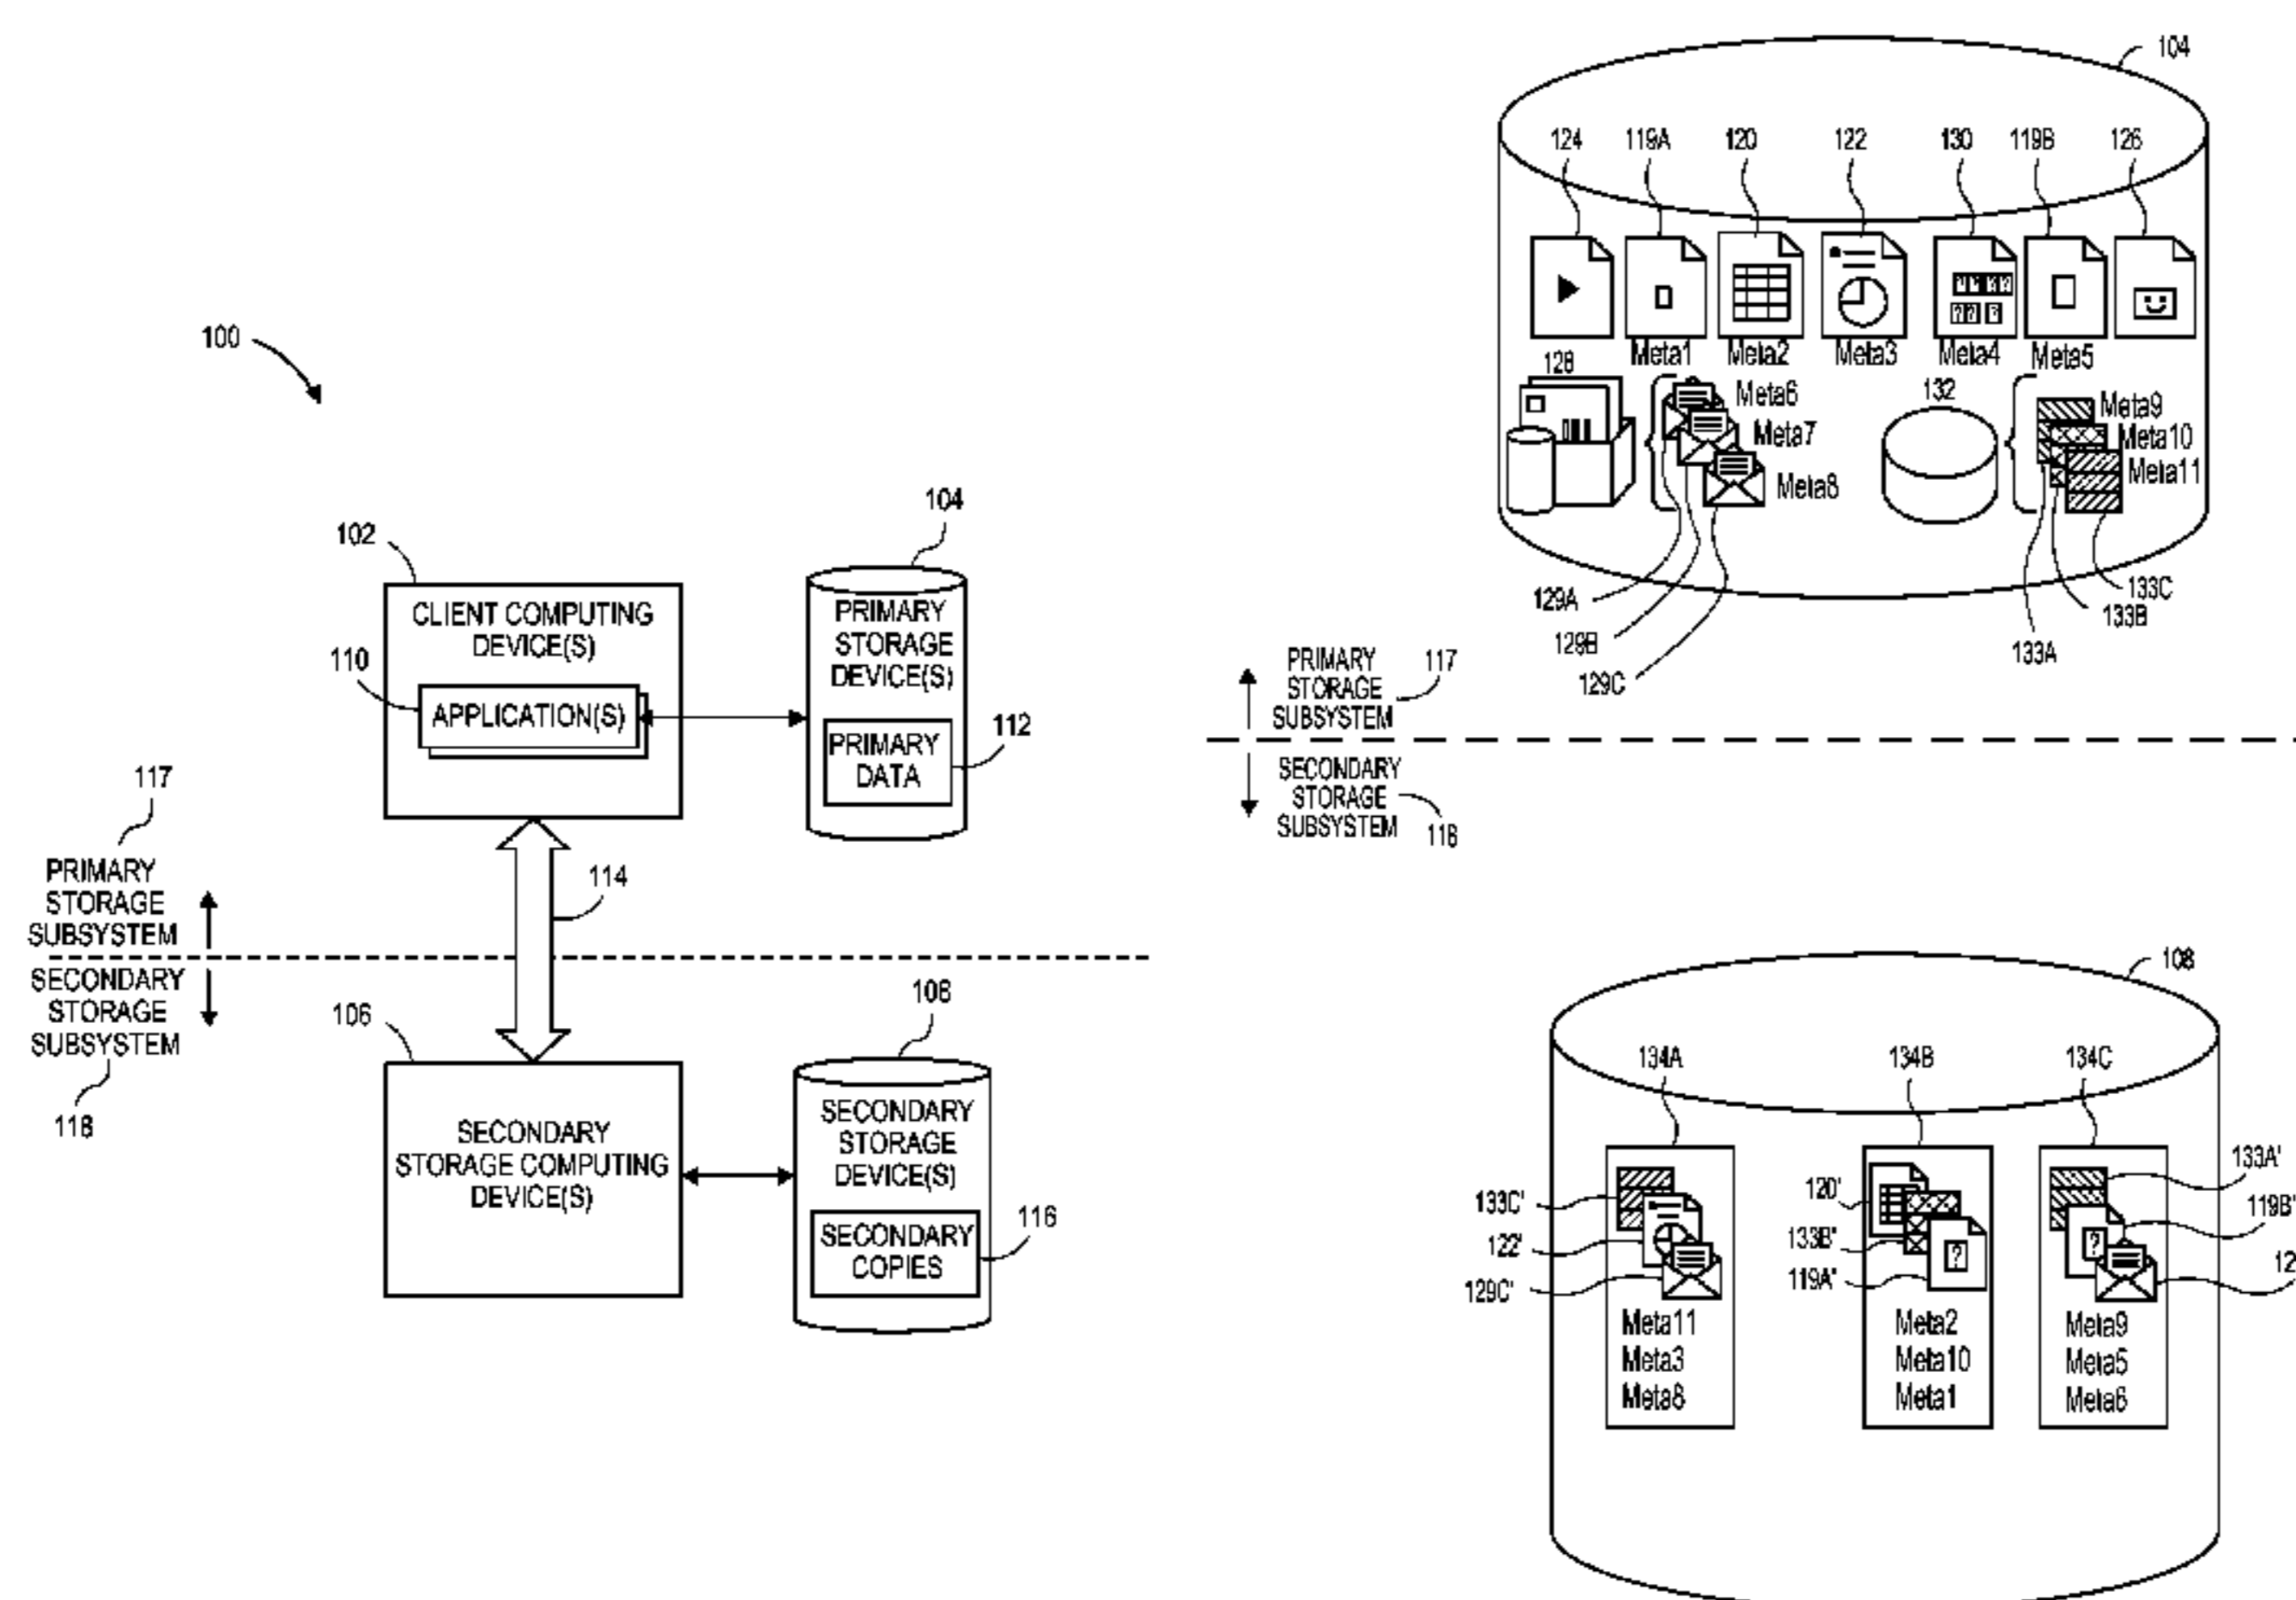 100
102
CLIENT COMPUTING
DEVICE(S)
110
APPLICATION(S)
104
PRIMARY
STORAGE
DEVICE(S)
PRIMARY
DATA
112
117
PRIMARY
STORAGE
SUBSYSTEM
114
SECONDARY
STORAGE
SUBSYSTEM
118
106
SECONDARY
STORAGE COMPUTING
DEVICE(S)
108
SECONDARY
STORAGE
DEVICE(S)
SECONDARY
COPIES
116
104
124 119A 120 122 130 119B 126
Meta1 Meta2 Meta3 Meta4 Meta5
128
Meta6
Meta7
Meta8
132
Meta9
Meta10
Meta11
129A
129B
129C
133C
133B
133A
PRIMARY
STORAGE
SUBSYSTEM
117
SECONDARY
STORAGE
SUBSYSTEM
118
108
134A 134B 134C
133C'
122'
129C'
Meta11
Meta3
Meta8
120'
133B'
119A'
Meta2
Meta10
Meta1
133A'
119B'
Meta9
Meta5
Meta6